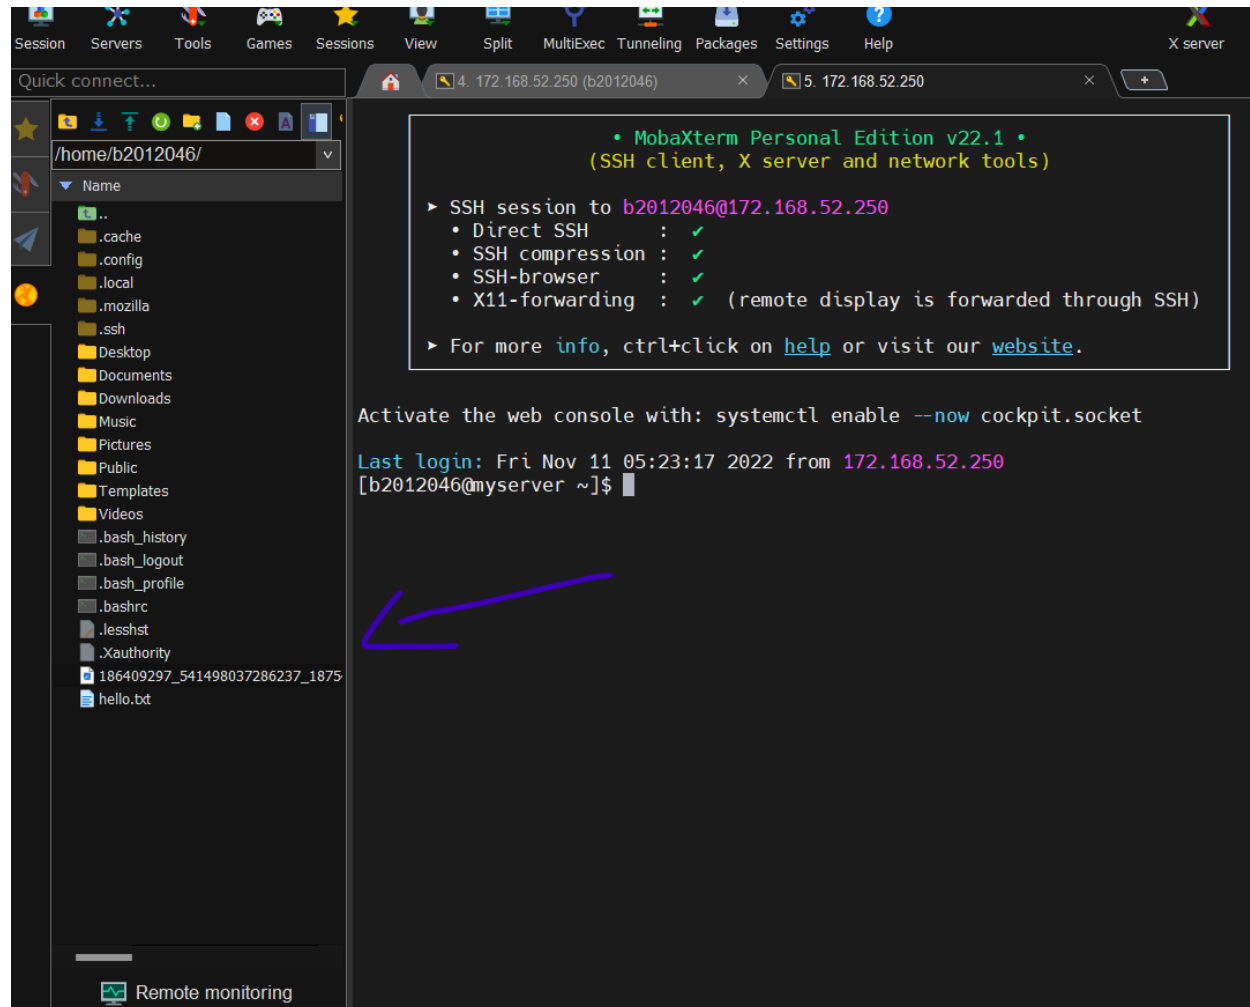 Session Servers Tools Games Sessions View Split MultiExec Tunneling Packages Settings Help X server
Quick connect...
4. 172.168.52.250 (b2012046)
5. 172.168.52.250
/home/b2012046/
Name
..
.cache
.config
.local
.mozilla
.ssh
Desktop
Documents
Downloads
Music
Pictures
Public
Templates
Videos
.bash_history
.bash_logout
.bash_profile
.bashrc
.lesshst
.Xauthority
186409297_541498037286237_1875
hello.txt
Remote monitoring
• MobaXterm Personal Edition v22.1 •
(SSH client, X server and network tools)
➤ SSH session to b2012046@172.168.52.250
• Direct SSH : ✔
• SSH compression : ✔
• SSH-browser : ✔
• X11-forwarding : ✔ (remote display is forwarded through SSH)
➤ For more info, ctrl+click on help or visit our website.
Activate the web console with: systemctl enable --now cockpit.socket
Last login: Fri Nov 11 05:23:17 2022 from 172.168.52.250
[b2012046@myserver ~]$